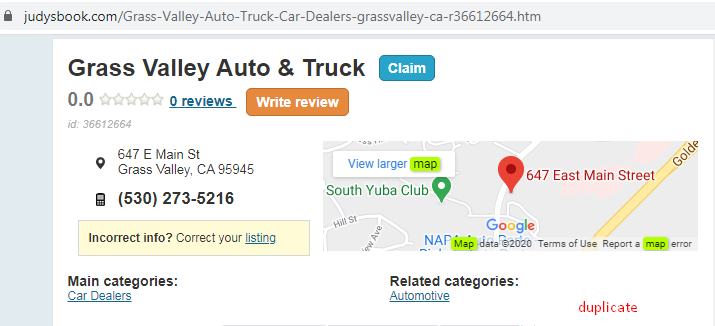 judysbook.com/Grass-Valley-Auto-Truck-Car-Dealers-grassvalley-ca-r36612664.htm
Grass Valley Auto & Truck
Claim
0.0 0 reviews Write review
id: 36612664
647 E Main St
Grass Valley, CA 95945
(530) 273-5216
Incorrect info? Correct your listing
View larger map
647 East Main Street
South Yuba Club
Golde
Hill St
Google
NAPA Auto Parts
Map data ©2020 Terms of Use Report a map error
Main categories:
Car Dealers
Related categories:
Automotive
duplicate